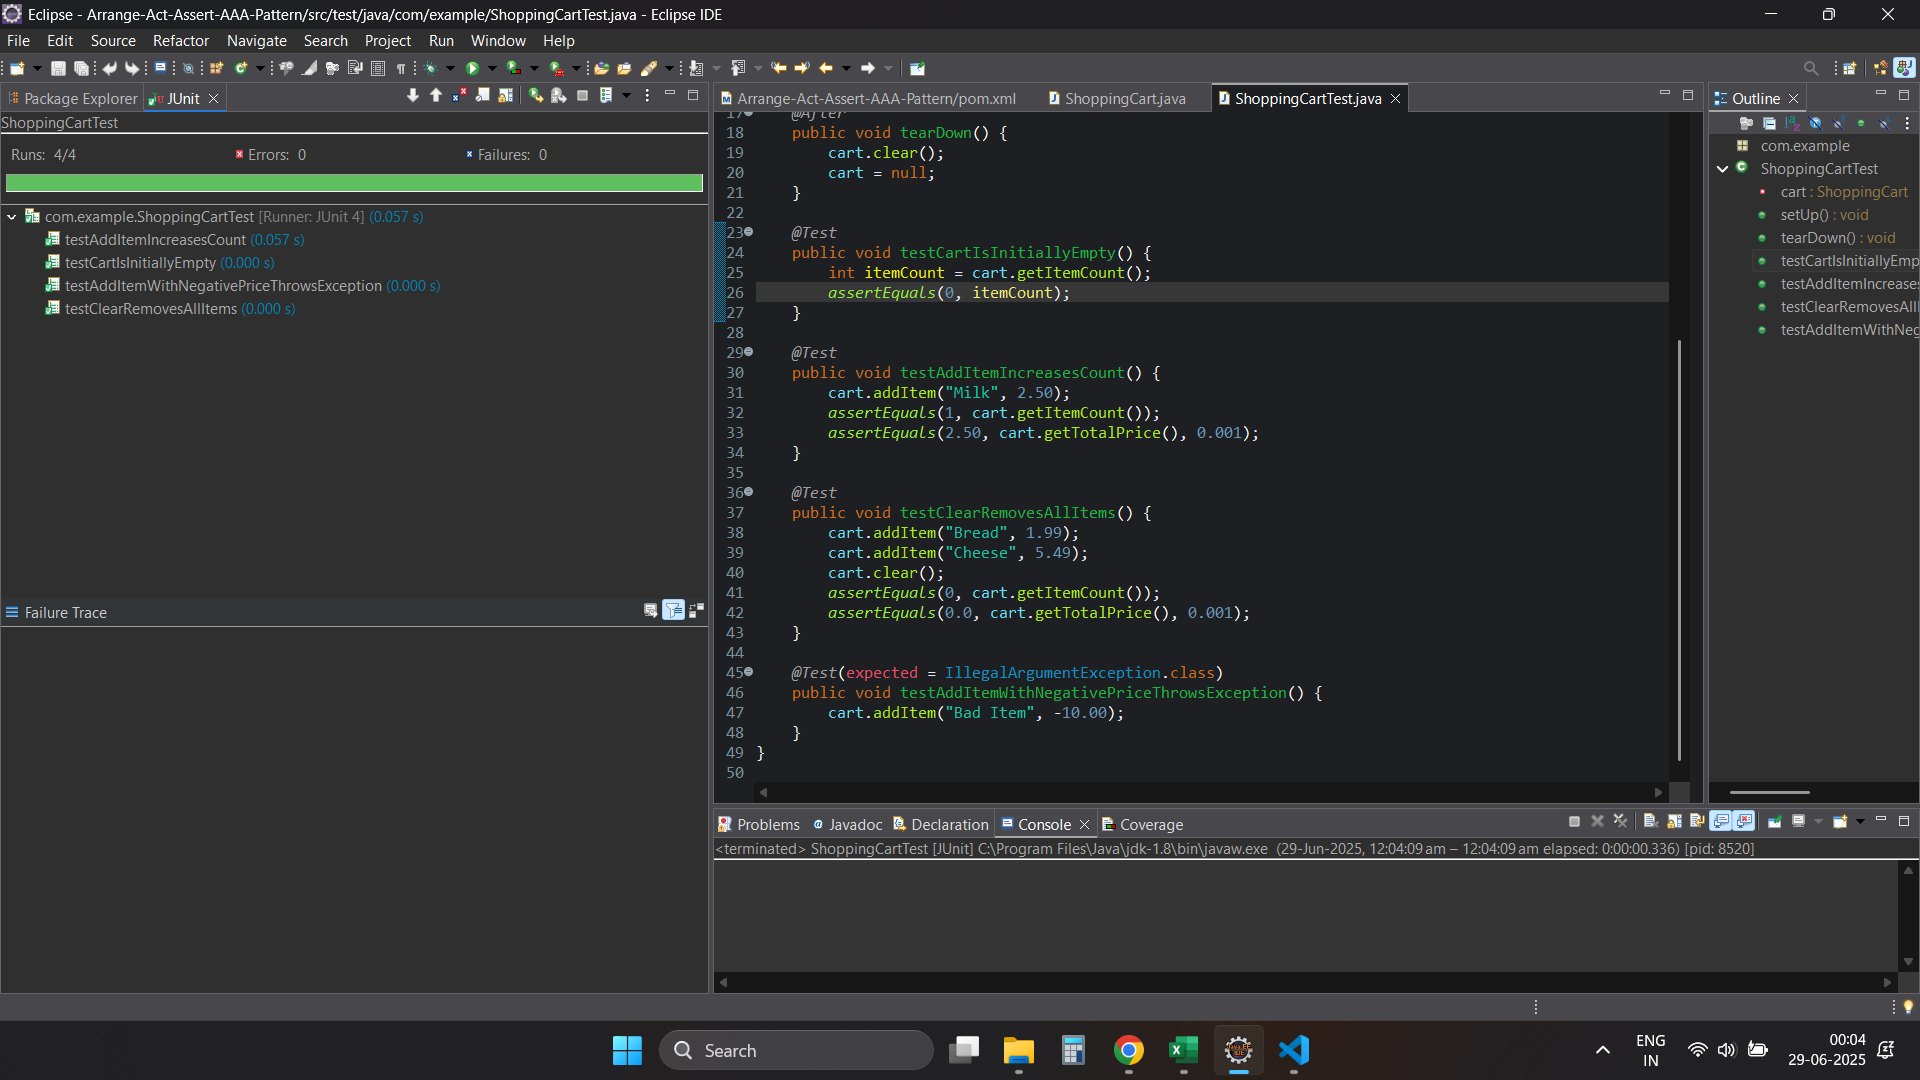 Eclipse - Arrange-Act-Assert-AAA-Pattern/src/test/java/com/example/ShoppingCartTest.java - Eclipse IDE
File Edit Source Refactor Navigate Search Project Run Window Help
Package Explorer JUnit
ShoppingCartTest
Runs: 4/4 Errors: 0 Failures: 0
com.example.ShoppingCartTest [Runner: JUnit 4] (0.057 s)
testAddItemIncreasesCount (0.057 s)
testCartIsInitiallyEmpty (0.000 s)
testAddItemWithNegativePriceThrowsException (0.000 s)
testClearRemovesAllItems (0.000 s)
Failure Trace
Arrange-Act-Assert-AAA-Pattern/pom.xml ShoppingCart.java ShoppingCartTest.java
17 @After
18 public void tearDown() {
19 cart.clear();
20 cart = null;
21 }
22
23 @Test
24 public void testCartIsInitiallyEmpty() {
25 int itemCount = cart.getItemCount();
26 assertEquals(0, itemCount);
27 }
28
29 @Test
30 public void testAddItemIncreasesCount() {
31 cart.addItem("Milk", 2.50);
32 assertEquals(1, cart.getItemCount());
33 assertEquals(2.50, cart.getTotalPrice(), 0.001);
34 }
35
36 @Test
37 public void testClearRemovesAllItems() {
38 cart.addItem("Bread", 1.99);
39 cart.addItem("Cheese", 5.49);
40 cart.clear();
41 assertEquals(0, cart.getItemCount());
42 assertEquals(0.0, cart.getTotalPrice(), 0.001);
43 }
44
45 @Test(expected = IllegalArgumentException.class)
46 public void testAddItemWithNegativePriceThrowsException() {
47 cart.addItem("Bad Item", -10.00);
48 }
49 }
50
Outline
com.example
ShoppingCartTest
cart : ShoppingCart
setUp() : void
tearDown() : void
testCartIsInitiallyEmp
testAddItemIncreases
testClearRemovesAllI
testAddItemWithNeg
Problems Javadoc Declaration Console Coverage
<terminated> ShoppingCartTest [JUnit] C:\Program Files\Java\jdk-1.8\bin\javaw.exe (29-Jun-2025, 12:04:09 am – 12:04:09 am elapsed: 0:00:00.336) [pid: 8520]
Search
ENG
IN
00:04
29-06-2025